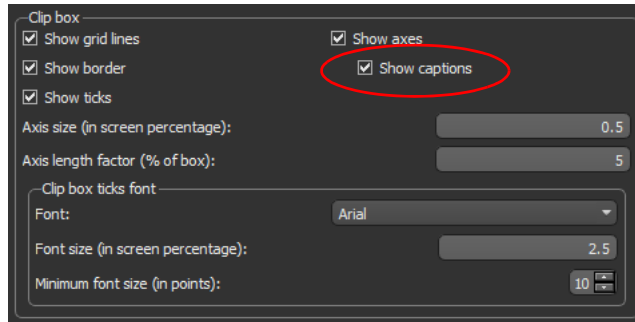 Clip box
Show grid lines Show axes
Show border Show captions
Show ticks
Axis size (in screen percentage): 0.5
Axis length factor (% of box): 5
Clip box ticks font
Font: Arial
Font size (in screen percentage): 2.5
Minimum font size (in points): 10